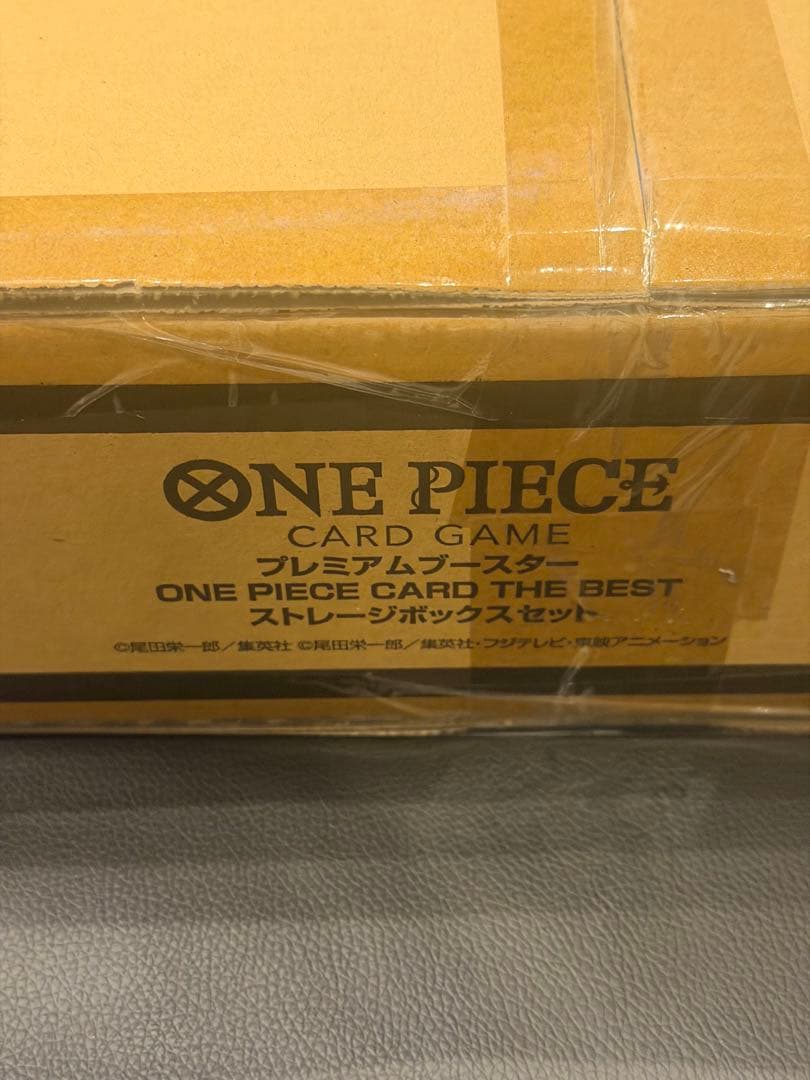 ONE PIECE
CARD GAME
プレミアムブースター
ONE PIECE CARD THE BEST
ストレージボックスセット
©尾田栄一郎／集英社 ©尾田栄一郎／集英社・フジテレビ・東映アニメーション